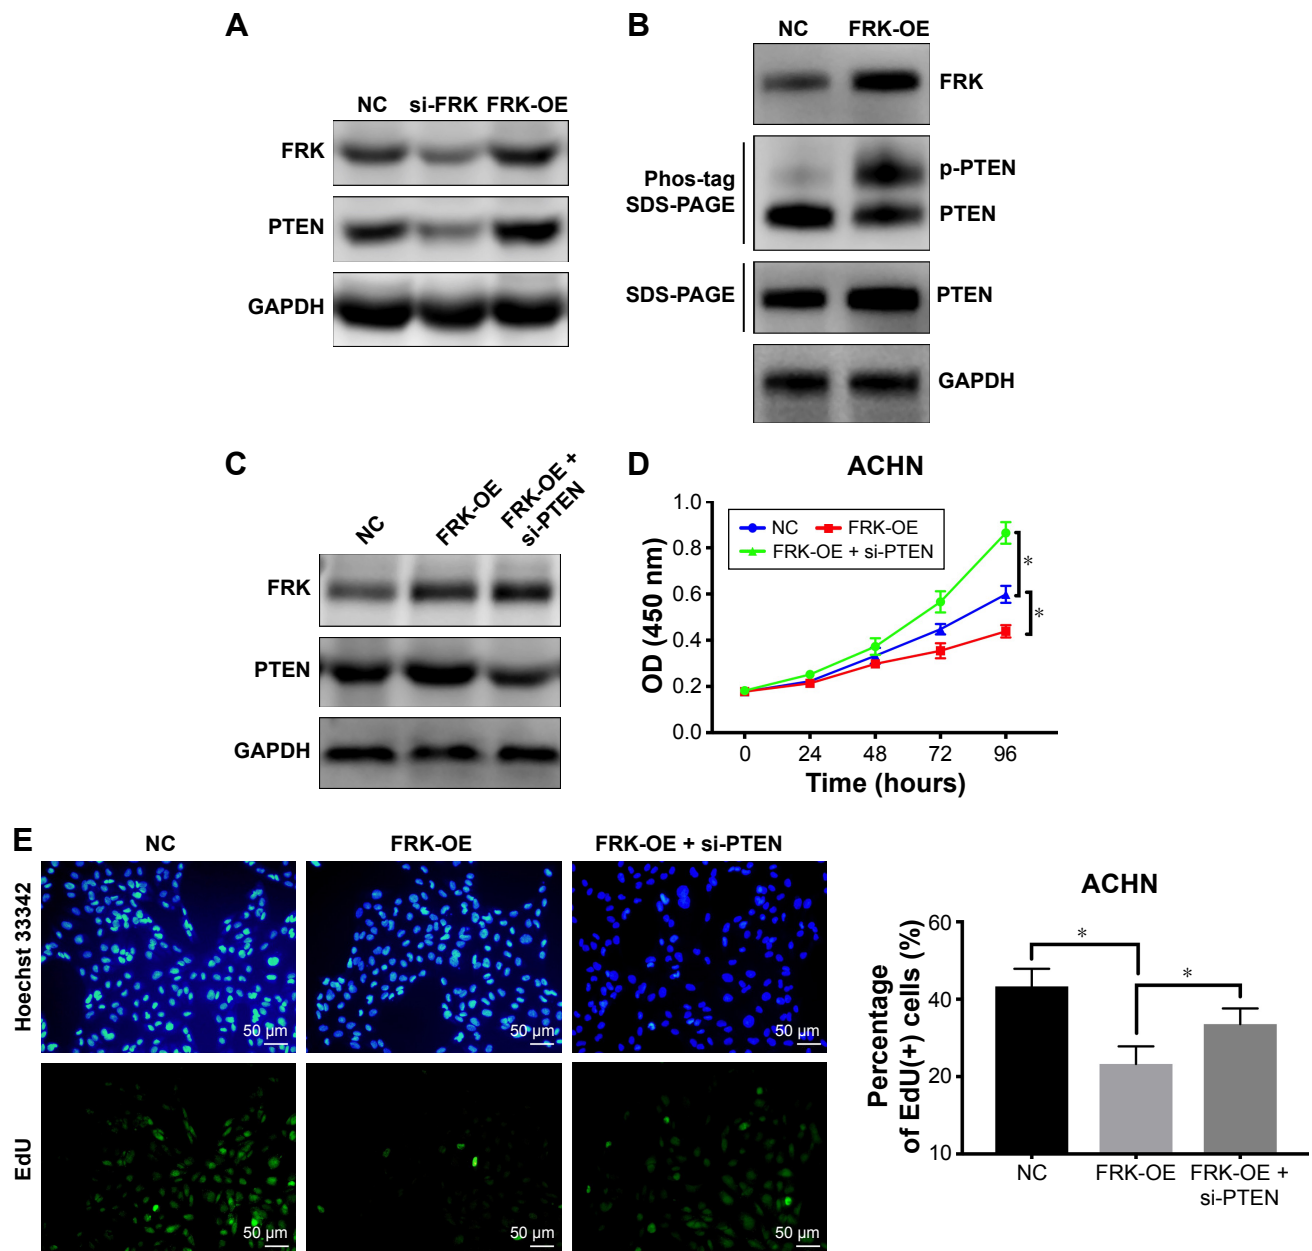 A
NC si-FRK FRK-OE
FRK
PTEN
GAPDH
B
NC FRK-OE
FRK
Phos-tag
SDS-PAGE
p-PTEN
PTEN
SDS-PAGE
PTEN
GAPDH
C
NC
FRK-OE
FRK-OE +
si-PTEN
FRK
PTEN
GAPDH
D
ACHN
1.0
0.8
0.6
0.4
0.2
0.0
OD (450 nm)
NC FRK-OE
FRK-OE + si-PTEN
*
*
0 24 48 72 96
Time (hours)
E
NC FRK-OE FRK-OE + si-PTEN
Hoechst 33342
50 µm 50 µm 50 µm
EdU
50 µm 50 µm 50 µm
ACHN
Percentage
of EdU(+) cells (%)
60
40
20
10
*
*
NC FRK-OE FRK-OE +
si-PTEN